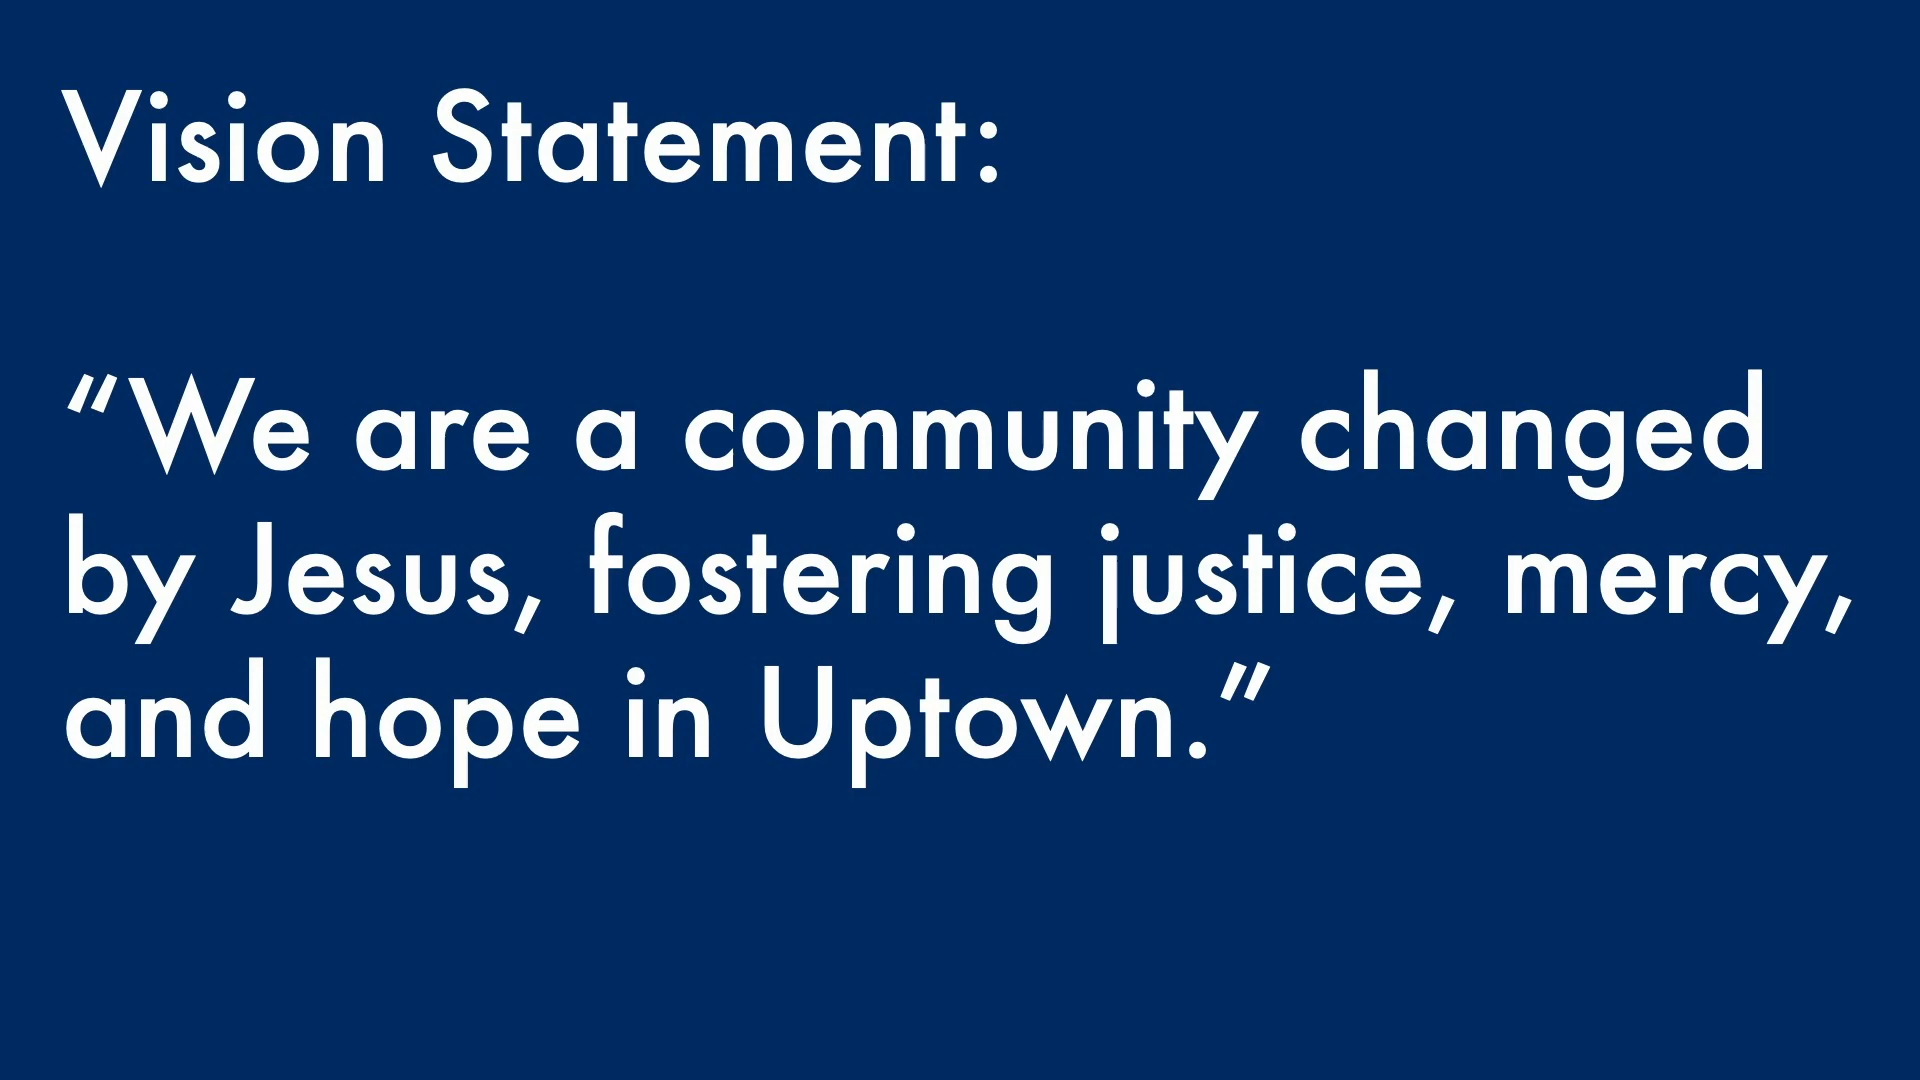 Vision Statement:
“We are a community changed
by Jesus, fostering justice, mercy,
and hope in Uptown.”